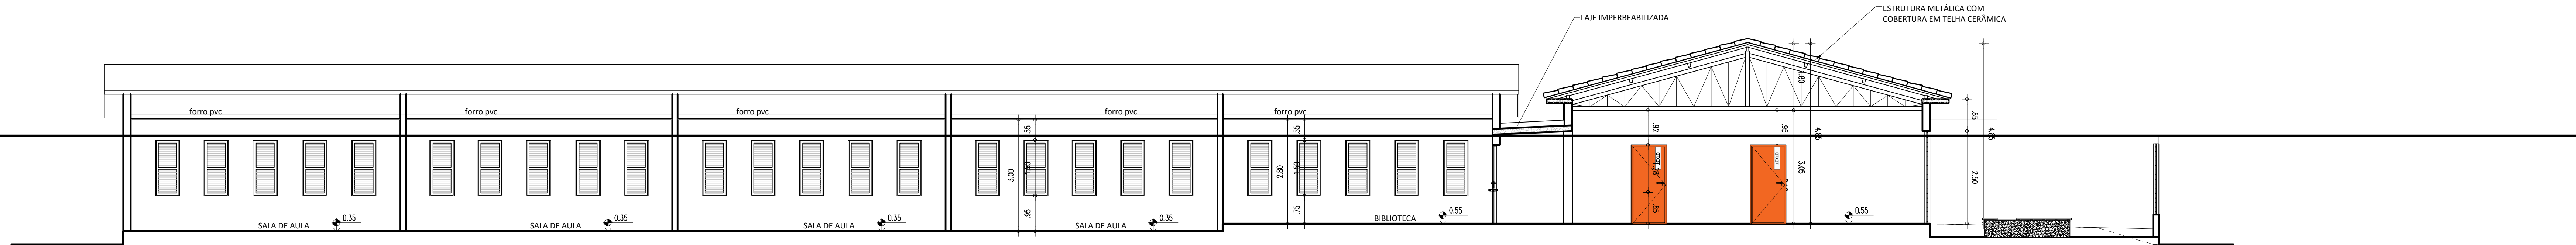 LAJE IMPERBEABILIZADA
ESTRUTURA METÁLICA COM
COBERTURA EM TELHA CERÂMICA
forro pvc
forro pvc
forro pvc
forro pvc
forro pvc
SALA DE AULA
0.35
SALA DE AULA
0.35
SALA DE AULA
0.35
SALA DE AULA
0.35
3.00
.55
1.50
.95
BIBLIOTECA
0.55
2.80
.55
1.50
.75
.92
.85
.95
1.80
4.85
3.05
0.55
.85
2.50
4.85